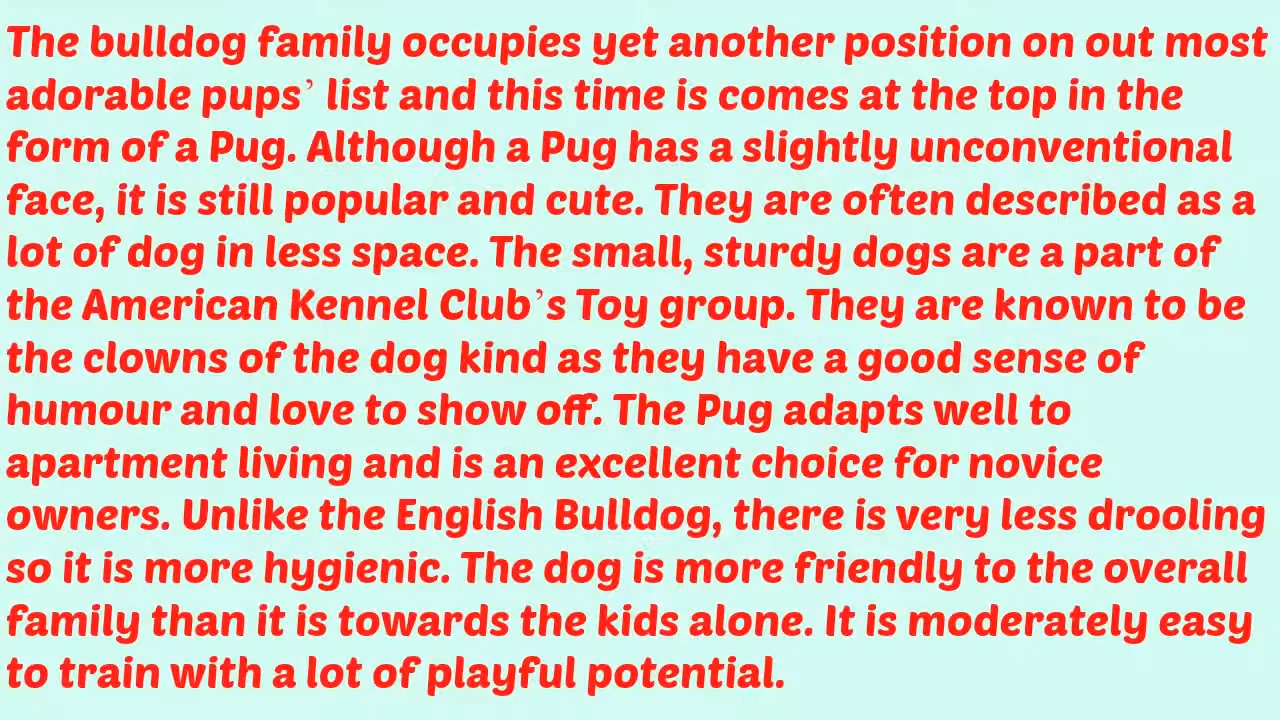 The bulldog family occupies yet another position on out most
adorable pups’ list and this time is comes at the top in the
form of a Pug. Although a Pug has a slightly unconventional
face, it is still popular and cute. They are often described as a
lot of dog in less space. The small, sturdy dogs are a part of
the American Kennel Club’s Toy group. They are known to be
the clowns of the dog kind as they have a good sense of
humour and love to show off. The Pug adapts well to
apartment living and is an excellent choice for novice
owners. Unlike the English Bulldog, there is very less drooling
so it is more hygienic. The dog is more friendly to the overall
family than it is towards the kids alone. It is moderately easy
to train with a lot of playful potential.